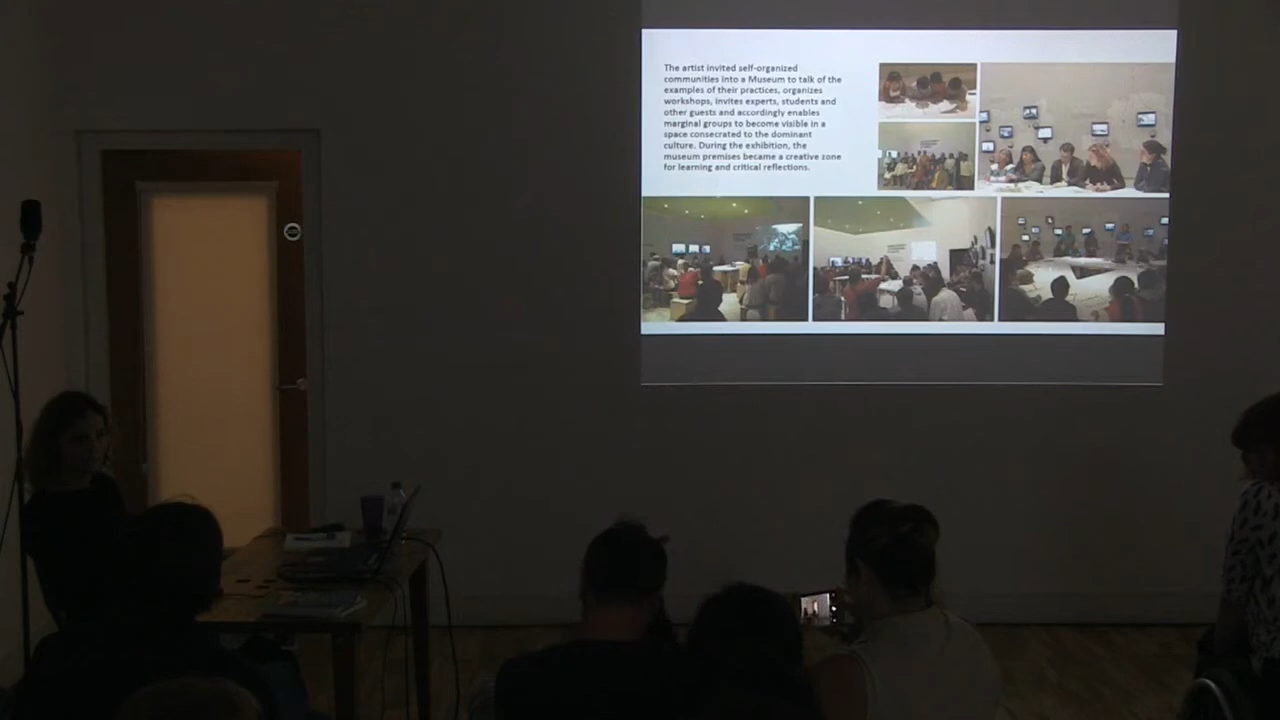 The artist invited self-organized
communities into a Museum to talk of the
examples of their practices, organizes
workshops, invites experts, students and
other guests and accordingly enables
marginal groups to become visible in a
space consecrated to the dominant
culture. During the exhibition, the
museum premises became a creative zone
for learning and critical reflections.